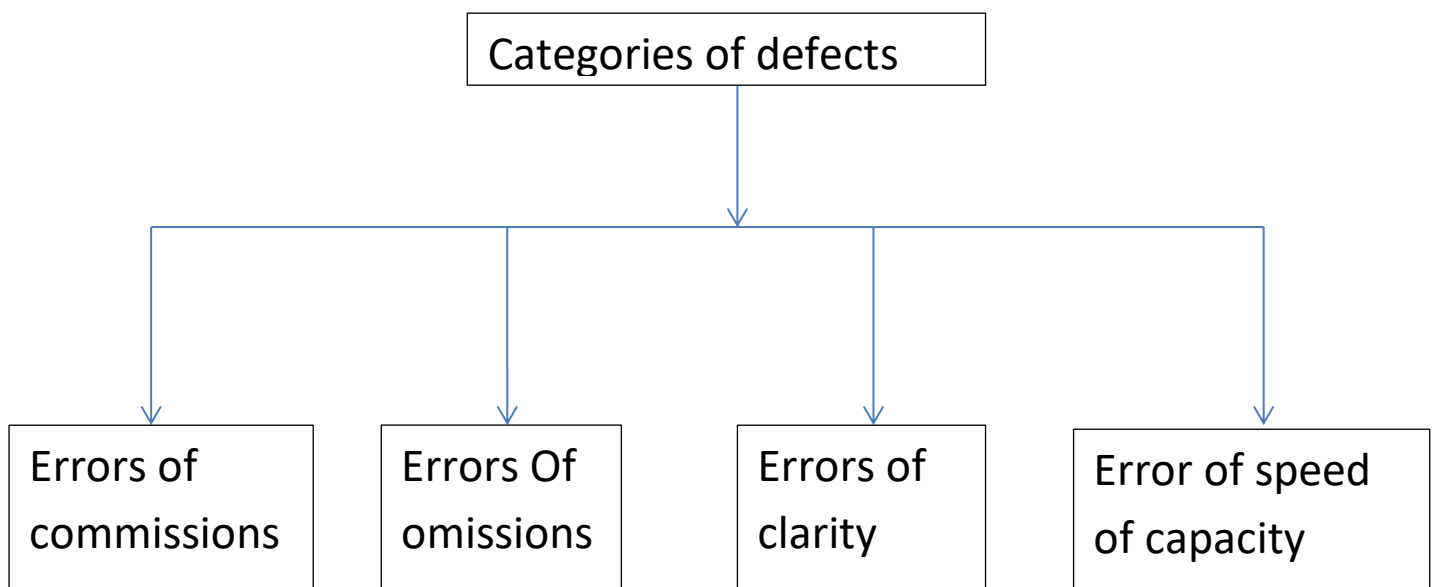 Categories of defects
Errors of
commissions
Errors Of
omissions
Errors of
clarity
Error of speed
of capacity